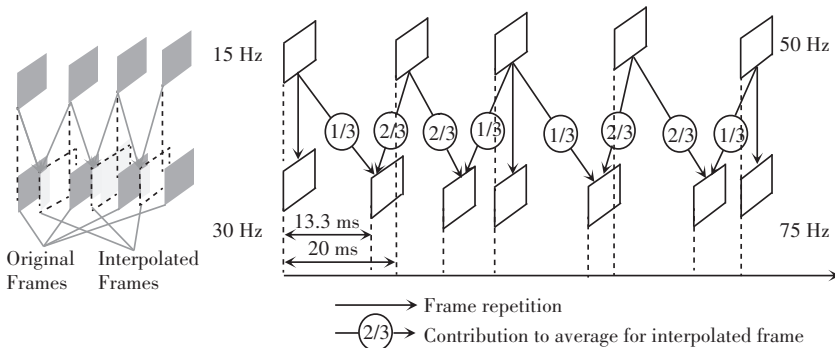 15 Hz
50 Hz
1/3
2/3
2/3
1/3
1/3
2/3
2/3
1/3
30 Hz
13.3 ms
75 Hz
20 ms
Original
Frames
Interpolated
Frames
Frame repetition
2/3
Contribution to average for interpolated frame